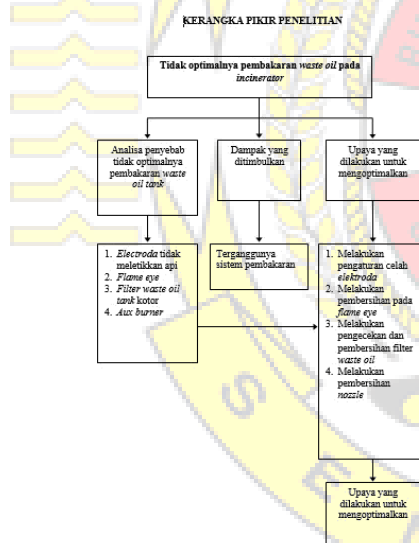 KERANGKA PIKIR PENELITIAN
Tidak optimalnya pembakaran waste oil pada
incinerator
Analisa penyebab
tidak optimalnya
pembakaran waste
oil tank
Dampak yang
ditimbulkan
Upaya yang
dilakukan untuk
mengoptimalkan
1. Electroda tidak
meletikkan api
2. Flame eye
3. Filter waste oil
tank kotor
4. Aux burner
Terganggunya
sistem pembakaran
1. Melakukan
pengaturan celah
elektroda
2. Melakukan
pembersihan pada
flame eye
3. Melakukan
pengecekan dan
pembersihan filter
waste oil
4. Melakukan
pembersihan
nozzle
Upaya yang
dilakukan untuk
mengoptimalkan